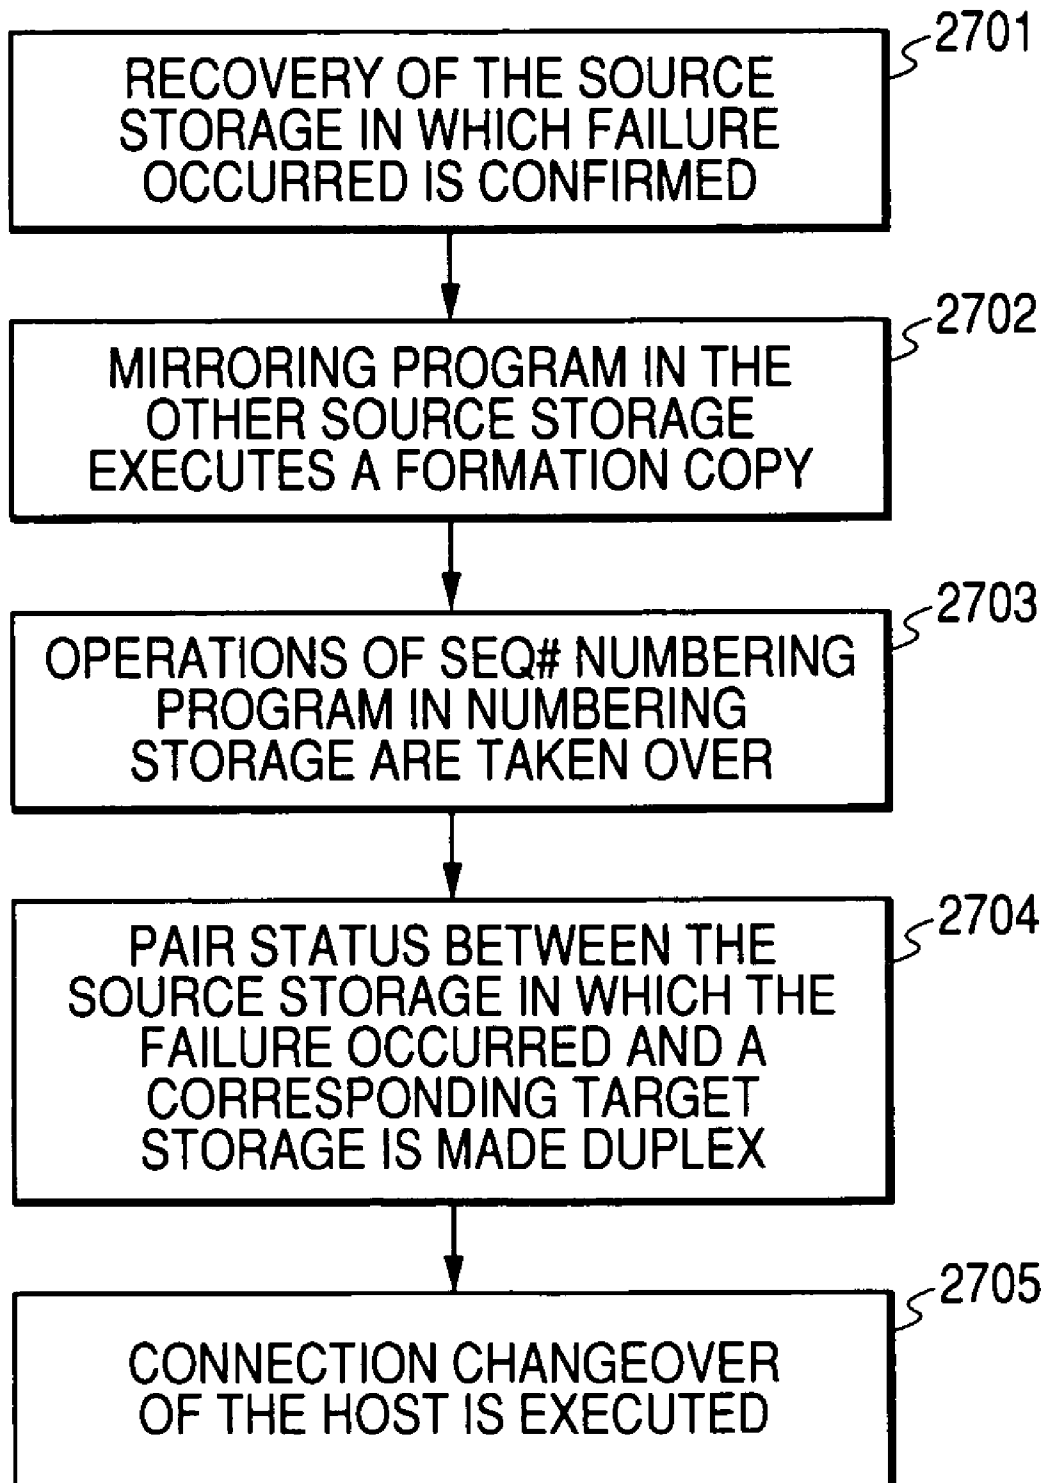 2701
RECOVERY OF THE SOURCE
STORAGE IN WHICH FAILURE
OCCURRED IS CONFIRMED
2702
MIRRORING PROGRAM IN THE
OTHER SOURCE STORAGE
EXECUTES A FORMATION COPY
2703
OPERATIONS OF SEQ# NUMBERING
PROGRAM IN NUMBERING
STORAGE ARE TAKEN OVER
2704
PAIR STATUS BETWEEN THE
SOURCE STORAGE IN WHICH THE
FAILURE OCCURRED AND A
CORRESPONDING TARGET
STORAGE IS MADE DUPLEX
2705
CONNECTION CHANGEOVER
OF THE HOST IS EXECUTED